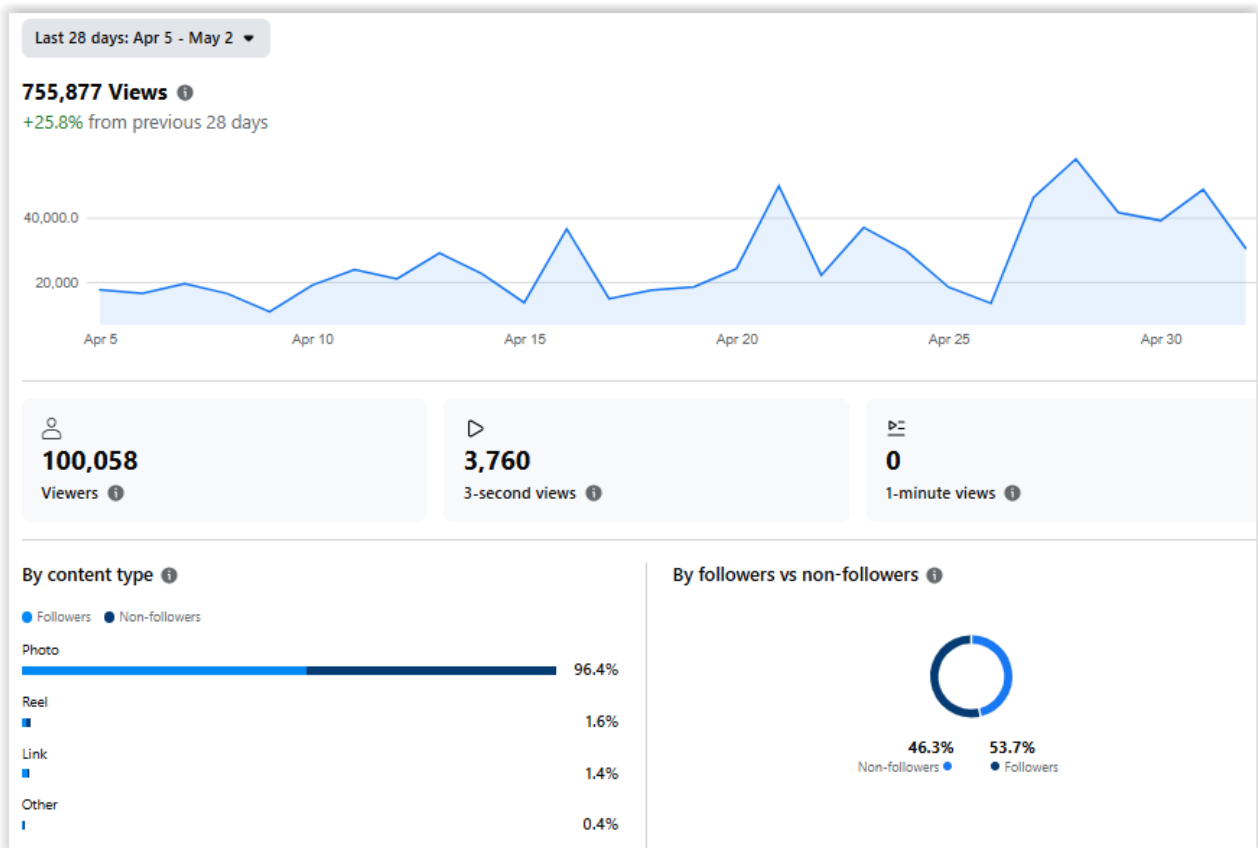 Last 28 days: Apr 5 - May 2
755,877 Views
+25.8% from previous 28 days
40,000.0
20,000
Apr 5 Apr 10 Apr 15 Apr 20 Apr 25 Apr 30
100,058
Viewers
3,760
3-second views
0
1-minute views
By content type
Followers Non-followers
Photo
96.4%
Reel
1.6%
Link
1.4%
Other
0.4%
By followers vs non-followers
46.3% 53.7%
Non-followers Followers